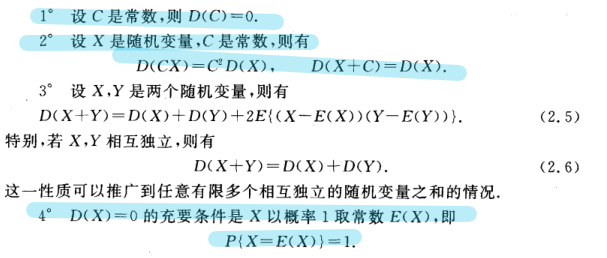 1° 设 C 是常数,则 D(C)=0.
2° 设 X 是随机变量,C 是常数,则有
D(CX)=C²D(X), D(X+C)=D(X).
3° 设 X,Y 是两个随机变量,则有
D(X+Y)=D(X)+D(Y)+2E{(X-E(X))(Y-E(Y))}. (2.5)
特别,若 X,Y 相互独立,则有
D(X+Y)=D(X)+D(Y). (2.6)
这一性质可以推广到任意有限多个相互独立的随机变量之和的情况.
4° D(X)=0 的充要条件是 X 以概率 1 取常数 E(X),即
P{X=E(X)}=1.